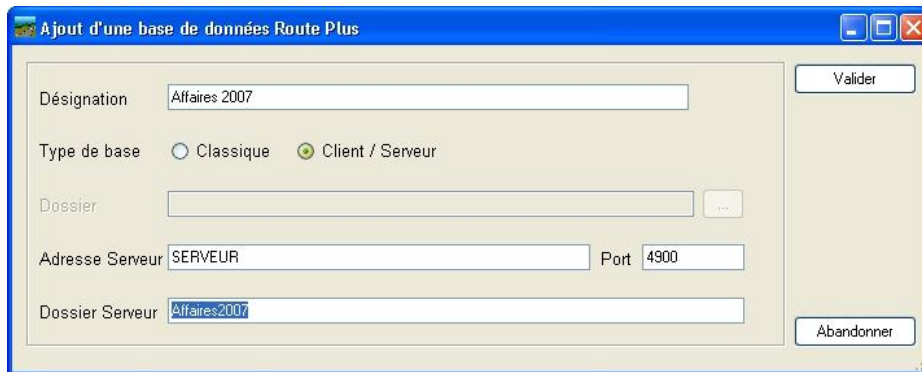 Ajout d'une base de données Route Plus
Désignation Affaires 2007
Valider
Type de base Classique Client / Serveur
Dossier ...
Adresse Serveur SERVEUR Port 4900
Dossier Serveur Affaires2007
Abandonner